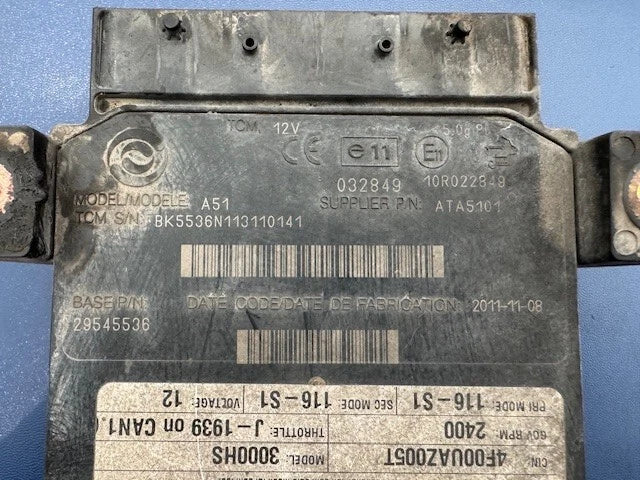 TCM, 12V
CE e11 E11
032849 10R022849
MODEL/MODELE: A51 SUPPLIER P/N: ATA5101
TCM S/N: BK5536N113110141
BASE P/N: DATE CODE/DATE DE FABRICATION: 2011-11-08
29545536
CIN: 4F00UAZ005T MODEL: 3000HS
GOV RPM: 2400 THROTTLE: J-1939 on CAN1
PRI MODE: 116-S1 SEC MODE: 116-S1 VOLTAGE: 12